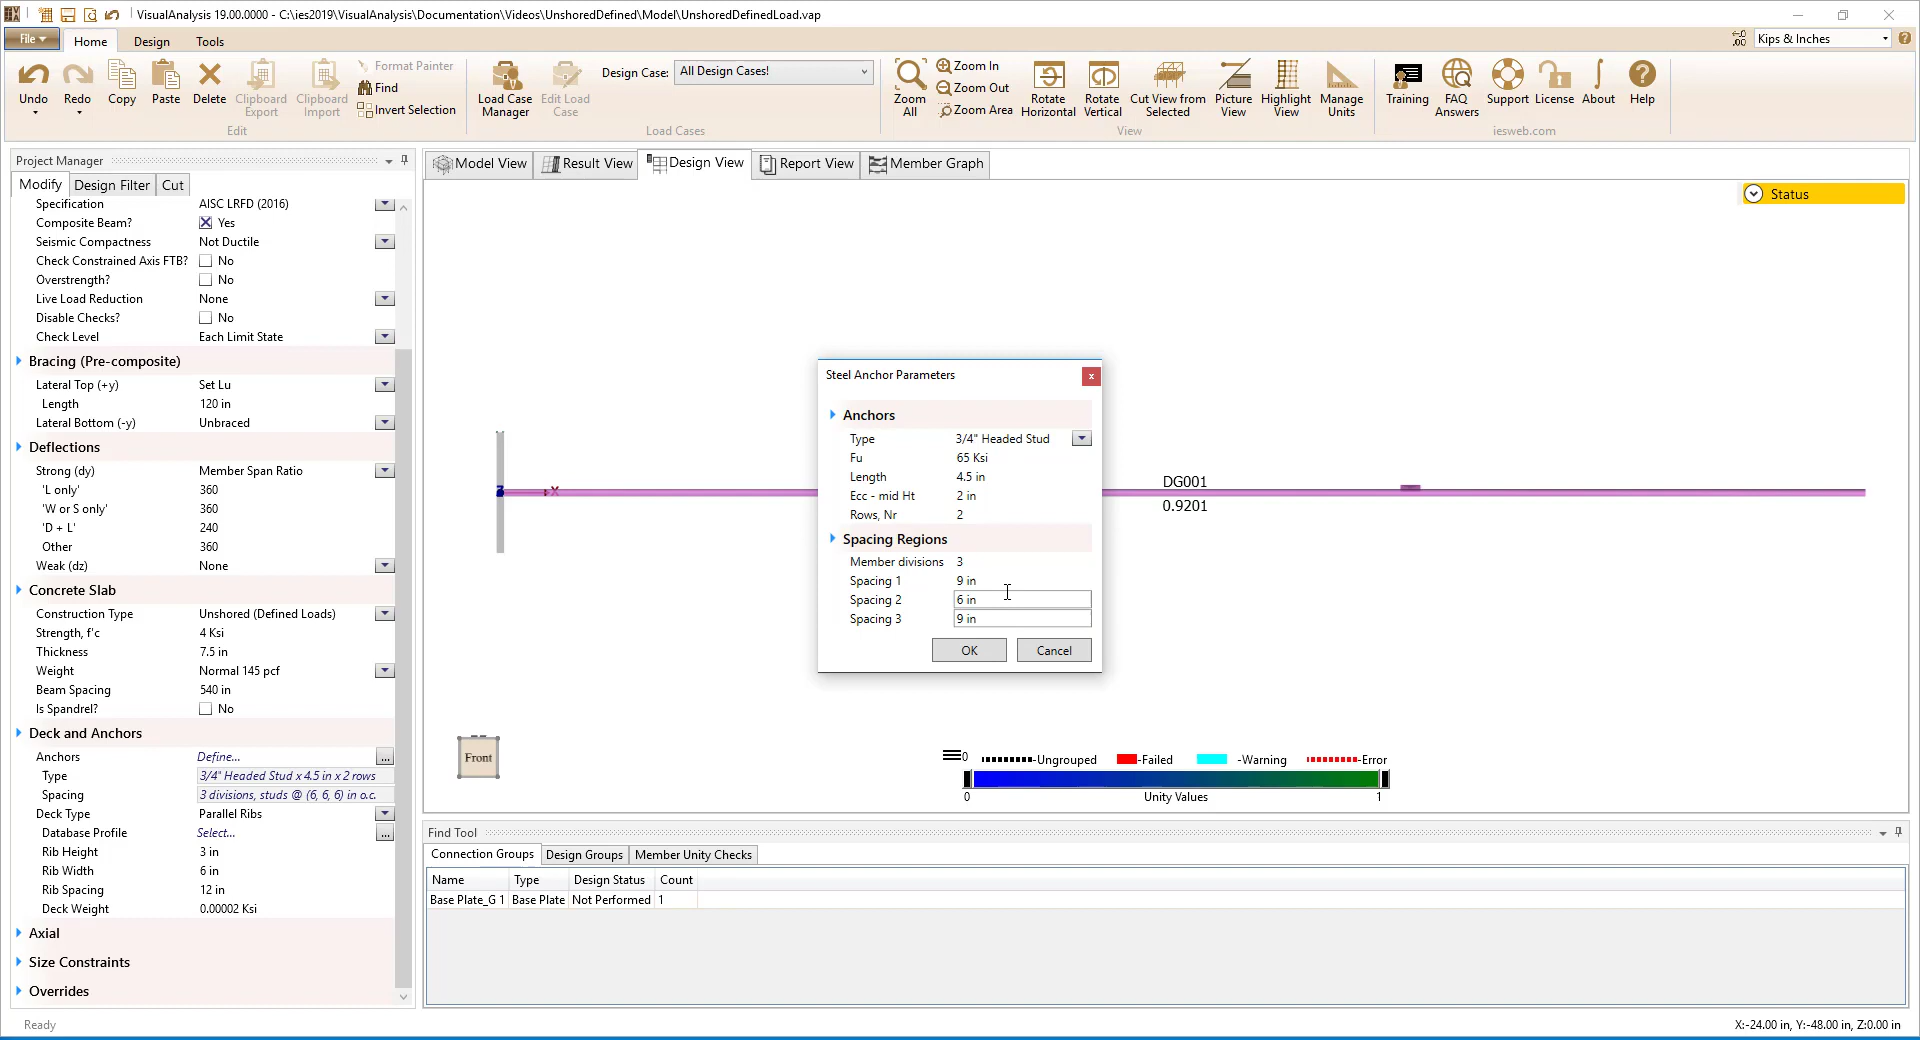 VisualAnalysis 19.00.0000 - C:\ies2019\VisualAnalysis\Documentation\Videos\UnshoredDefined\Model\UnshoredDefinedLoad.vap
File Home Design Tools
Kips & Inches
Undo Redo Copy Paste Delete Clipboard Export Clipboard Import
Format Painter
Find
Invert Selection
Edit
Load Case Manager
Edit Load Case
Design Case: All Design Cases!
Load Cases
Zoom All
Zoom In
Zoom Out
Zoom Area
Rotate Horizontal
Rotate Vertical
Cut View from Selected
Picture View
Highlight View
Manage Units
View
Training
FAQ Answers
Support
License
About
Help
iesweb.com
Project Manager
Modify Design Filter Cut
Specification AISC LRFD (2016)
Composite Beam? Yes
Seismic Compactness Not Ductile
Check Constrained Axis FTB? No
Overstrength? No
Live Load Reduction None
Disable Checks? No
Check Level Each Limit State
Bracing (Pre-composite)
Lateral Top (+y) Set Lu
Length 120 in
Lateral Bottom (-y) Unbraced
Deflections
Strong (dy) Member Span Ratio
'L only' 360
'W or S only' 360
'D + L' 240
Other 360
Weak (dz) None
Concrete Slab
Construction Type Unshored (Defined Loads)
Strength, f'c 4 Ksi
Thickness 7.5 in
Weight Normal 145 pcf
Beam Spacing 540 in
Is Spandrel? No
Deck and Anchors
Anchors Define... ...
Type 3/4" Headed Stud x 4.5 in x 2 rows
Spacing 3 divisions, studs @ (6, 6, 6) in o.c.
Deck Type Parallel Ribs
Database Profile Select... ...
Rib Height 3 in
Rib Width 6 in
Rib Spacing 12 in
Deck Weight 0.00002 Ksi
Axial
Size Constraints
Overrides
Model View Result View Design View Report View Member Graph
Status
X
DG001
0.9201
Steel Anchor Parameters
Anchors
Type 3/4" Headed Stud
Fu 65 Ksi
Length 4.5 in
Ecc - mid Ht 2 in
Rows, Nr 2
Spacing Regions
Member divisions 3
Spacing 1 9 in
Spacing 2 6 in
Spacing 3 9 in
OK Cancel
Front
0 -Ungrouped -Failed -Warning -Error
0 Unity Values 1
Find Tool
Connection Groups Design Groups Member Unity Checks
Name Type Design Status Count
Base Plate_G 1 Base Plate Not Performed 1
Ready
X:-24.00 in, Y:-48.00 in, Z:0.00 in